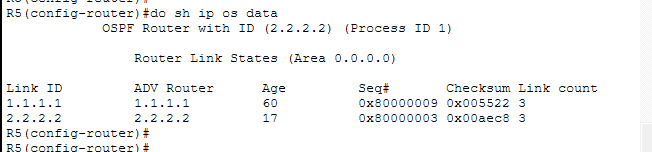 R5(config-router)#do sh ip os data
OSPF Router with ID (2.2.2.2) (Process ID 1)
Router Link States (Area 0.0.0.0)
Link ID ADV Router Age Seq# Checksum Link count
1.1.1.1 1.1.1.1 60 0x80000009 0x005522 3
2.2.2.2 2.2.2.2 17 0x80000003 0x00aec8 3
R5(config-router)#
R5(config-router)#